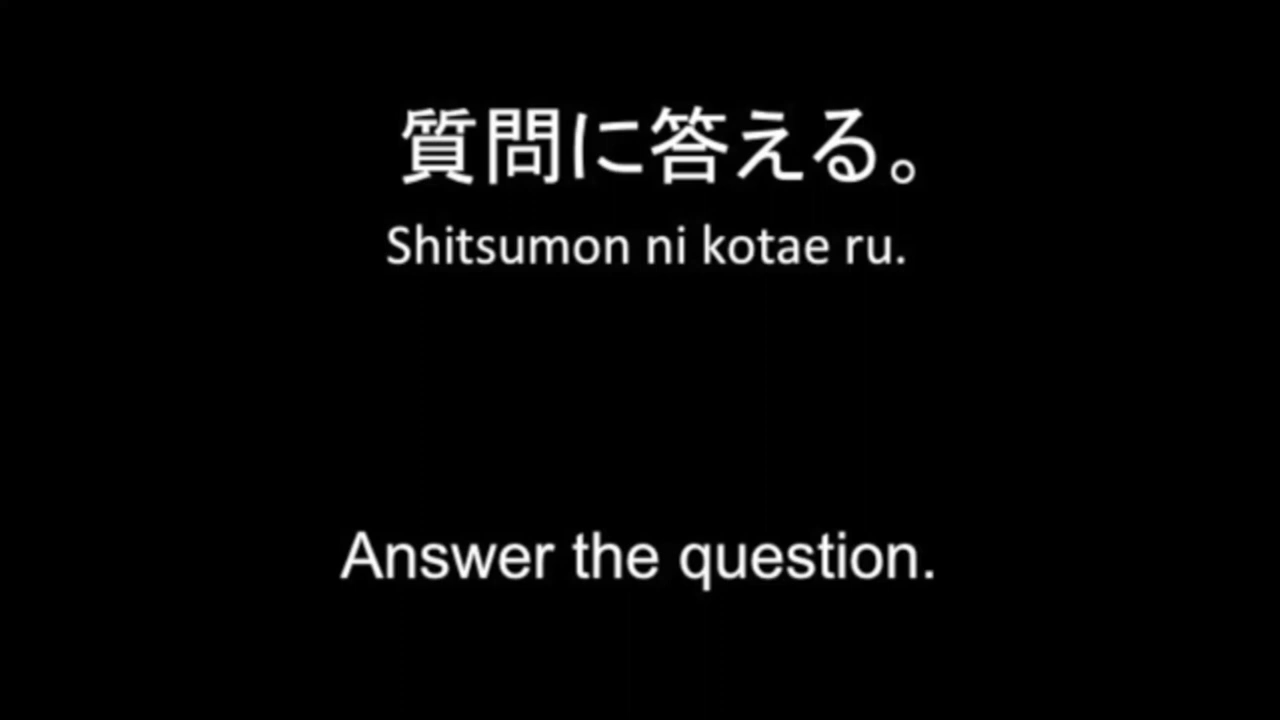 質問に答える。
Shitsumon ni kotae ru.
Answer the question.